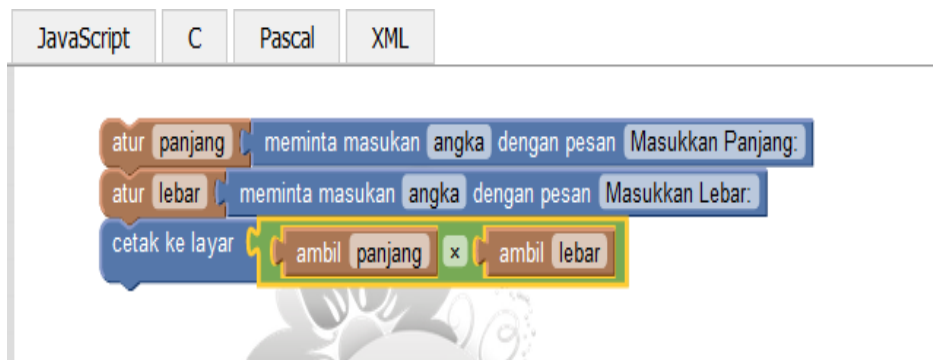 JavaScript C Pascal XML
atur panjang meminta masukan angka dengan pesan Masukkan Panjang:
atur lebar meminta masukan angka dengan pesan Masukkan Lebar:
cetak ke layar ambil panjang × ambil lebar